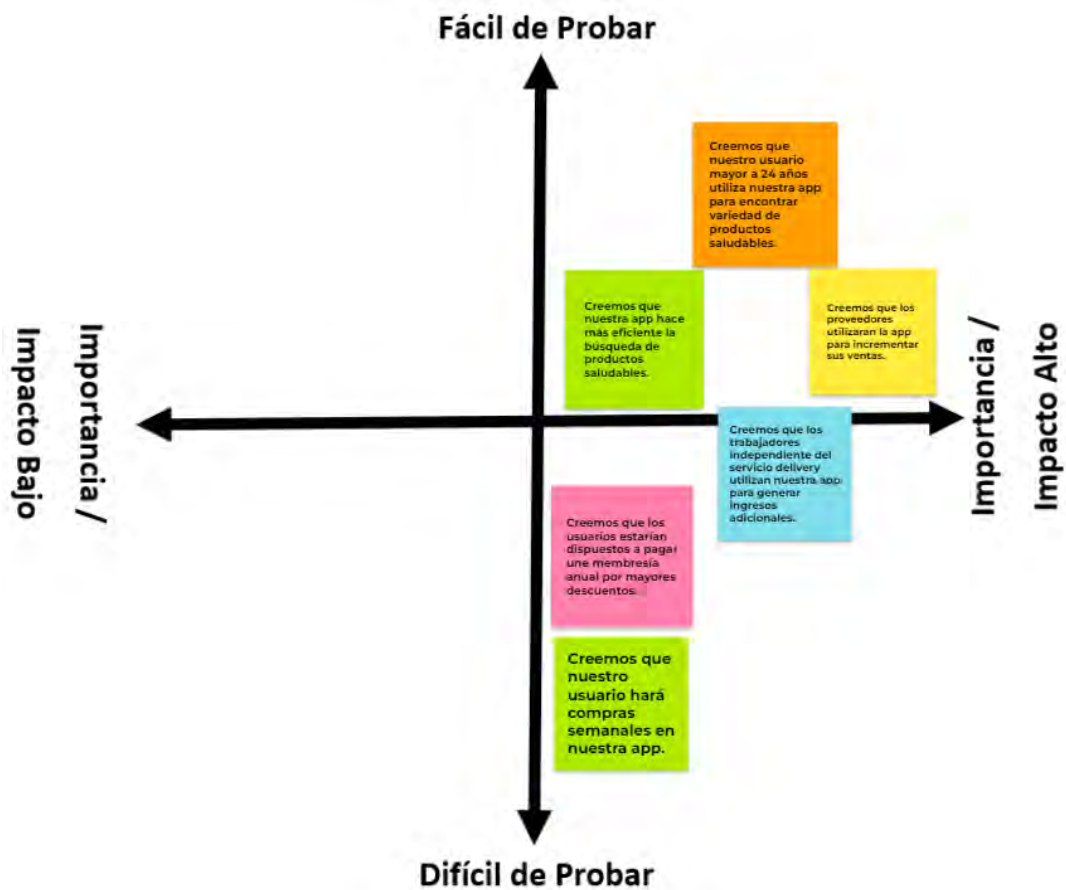 Fácil de Probar
Creemos que
nuestro usuario
mayor a 24 años
utiliza nuestra app
para encontrar
variedad de
productos
saludables.
Creemos que
nuestra app hace
más eficiente la
búsqueda de
productos
saludables.
Creemos que los
proveedores
utilizaran la app
para incrementar
sus ventas.
Importancia /
Impacto Bajo
Importancia /
Impacto Alto
Creemos que los
trabajadores
independiente del
servicio delivery
utilizan nuestra app
para generar
ingresos
adicionales.
Creemos que los
usuarios estarían
dispuestos a pagar
une membresía
anual por mayores
descuentos.
Creemos que
nuestro
usuario hará
compras
semanales en
nuestra app.
Difícil de Probar